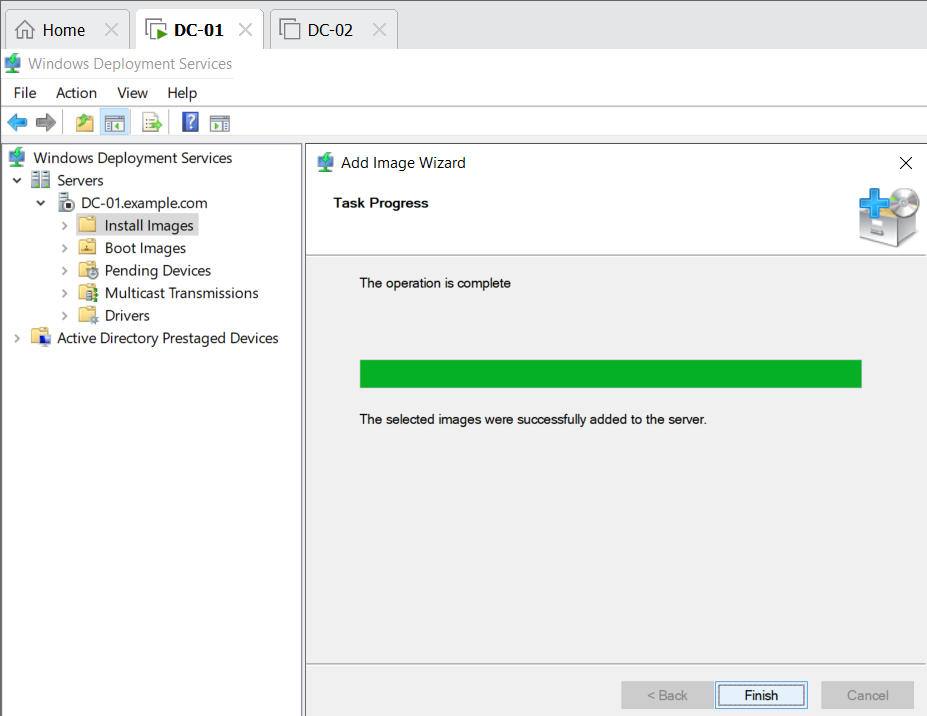 Home
DC-01
DC-02
Windows Deployment Services
File Action View Help
Windows Deployment Services
Servers
DC-01.example.com
Install Images
Boot Images
Pending Devices
Multicast Transmissions
Drivers
Active Directory Prestaged Devices
Add Image Wizard
Task Progress
The operation is complete
The selected images were successfully added to the server.
< Back Finish Cancel